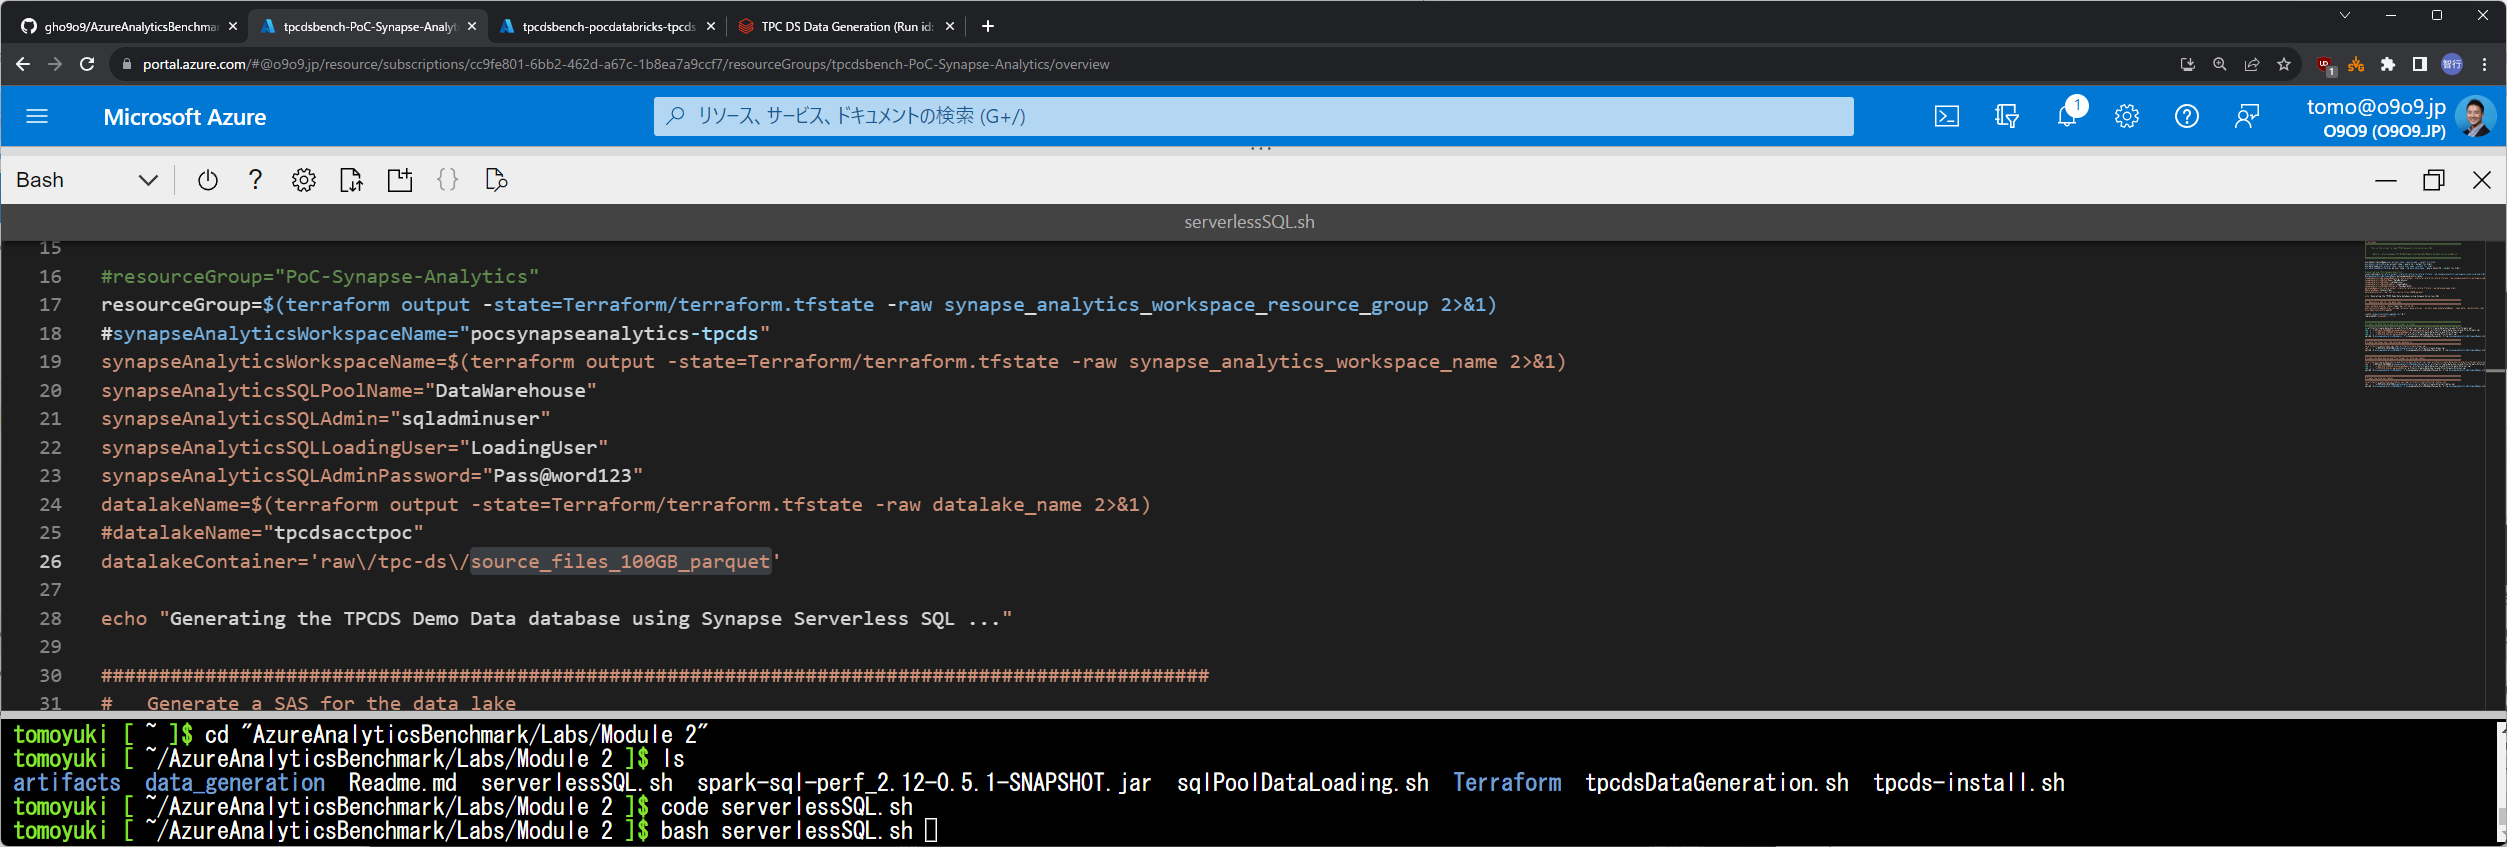 gho9o9/AzureAnalyticsBenchmar
tpcdsbench-PoC-Synapse-Analyt
tpcdsbench-pocdatabricks-tpcds
TPC DS Data Generation (Run id:
portal.azure.com/#@o9o9.jp/resource/subscriptions/cc9fe801-6bb2-462d-a67c-1b8ea7a9ccf7/resourceGroups/tpcdsbench-PoC-Synapse-Analytics/overview
1
智行
Microsoft Azure
リソース、サービス、ドキュメントの検索 (G+/)
1
tomo@o9o9.jp
O9O9 (O9O9.JP)
Bash
serverlessSQL.sh
15
16 #resourceGroup="PoC-Synapse-Analytics"
17 resourceGroup=$(terraform output -state=Terraform/terraform.tfstate -raw synapse_analytics_workspace_resource_group 2>&1)
18 #synapseAnalyticsWorkspaceName="pocsynapseanalytics-tpcds"
19 synapseAnalyticsWorkspaceName=$(terraform output -state=Terraform/terraform.tfstate -raw synapse_analytics_workspace_name 2>&1)
20 synapseAnalyticsSQLPoolName="DataWarehouse"
21 synapseAnalyticsSQLAdmin="sqladminuser"
22 synapseAnalyticsSQLLoadingUser="LoadingUser"
23 synapseAnalyticsSQLAdminPassword="Pass@word123"
24 datalakeName=$(terraform output -state=Terraform/terraform.tfstate -raw datalake_name 2>&1)
25 #datalakeName="tpcdsacctpoc"
26 datalakeContainer='raw\/tpc-ds\/source_files_100GB_parquet'
27
28 echo "Generating the TPCDS Demo Data database using Synapse Serverless SQL ..."
29
30 ################################################################################################
31 #   Generate a SAS for the data lake
tomoyuki [ ~ ]$ cd "AzureAnalyticsBenchmark/Labs/Module 2"
tomoyuki [ ~/AzureAnalyticsBenchmark/Labs/Module 2 ]$ ls
artifacts  data_generation  Readme.md  serverlessSQL.sh  spark-sql-perf_2.12-0.5.1-SNAPSHOT.jar  sqlPoolDataLoading.sh  Terraform  tpcdsDataGeneration.sh  tpcds-install.sh
tomoyuki [ ~/AzureAnalyticsBenchmark/Labs/Module 2 ]$ code serverlessSQL.sh
tomoyuki [ ~/AzureAnalyticsBenchmark/Labs/Module 2 ]$ bash serverlessSQL.sh